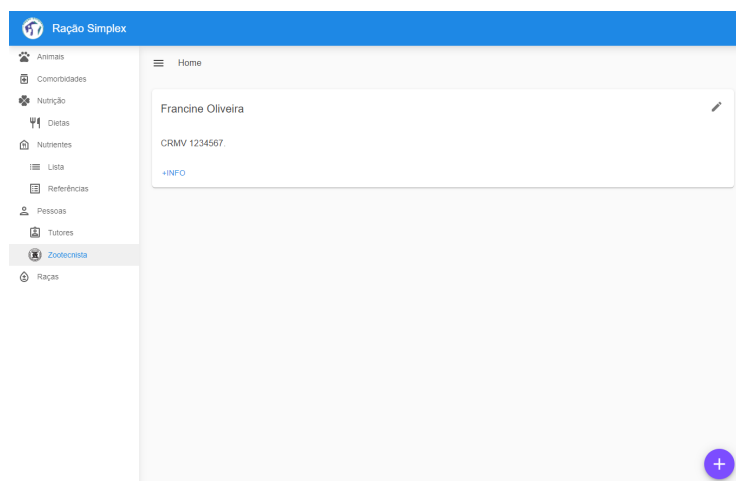 Ração Simplex
Animais
Comorbidades
Nutrição
Dietas
Nutrientes
Lista
Referências
Pessoas
Tutores
Zootecnista
Raças
Home
Francine Oliveira
CRMV 1234567.
+INFO